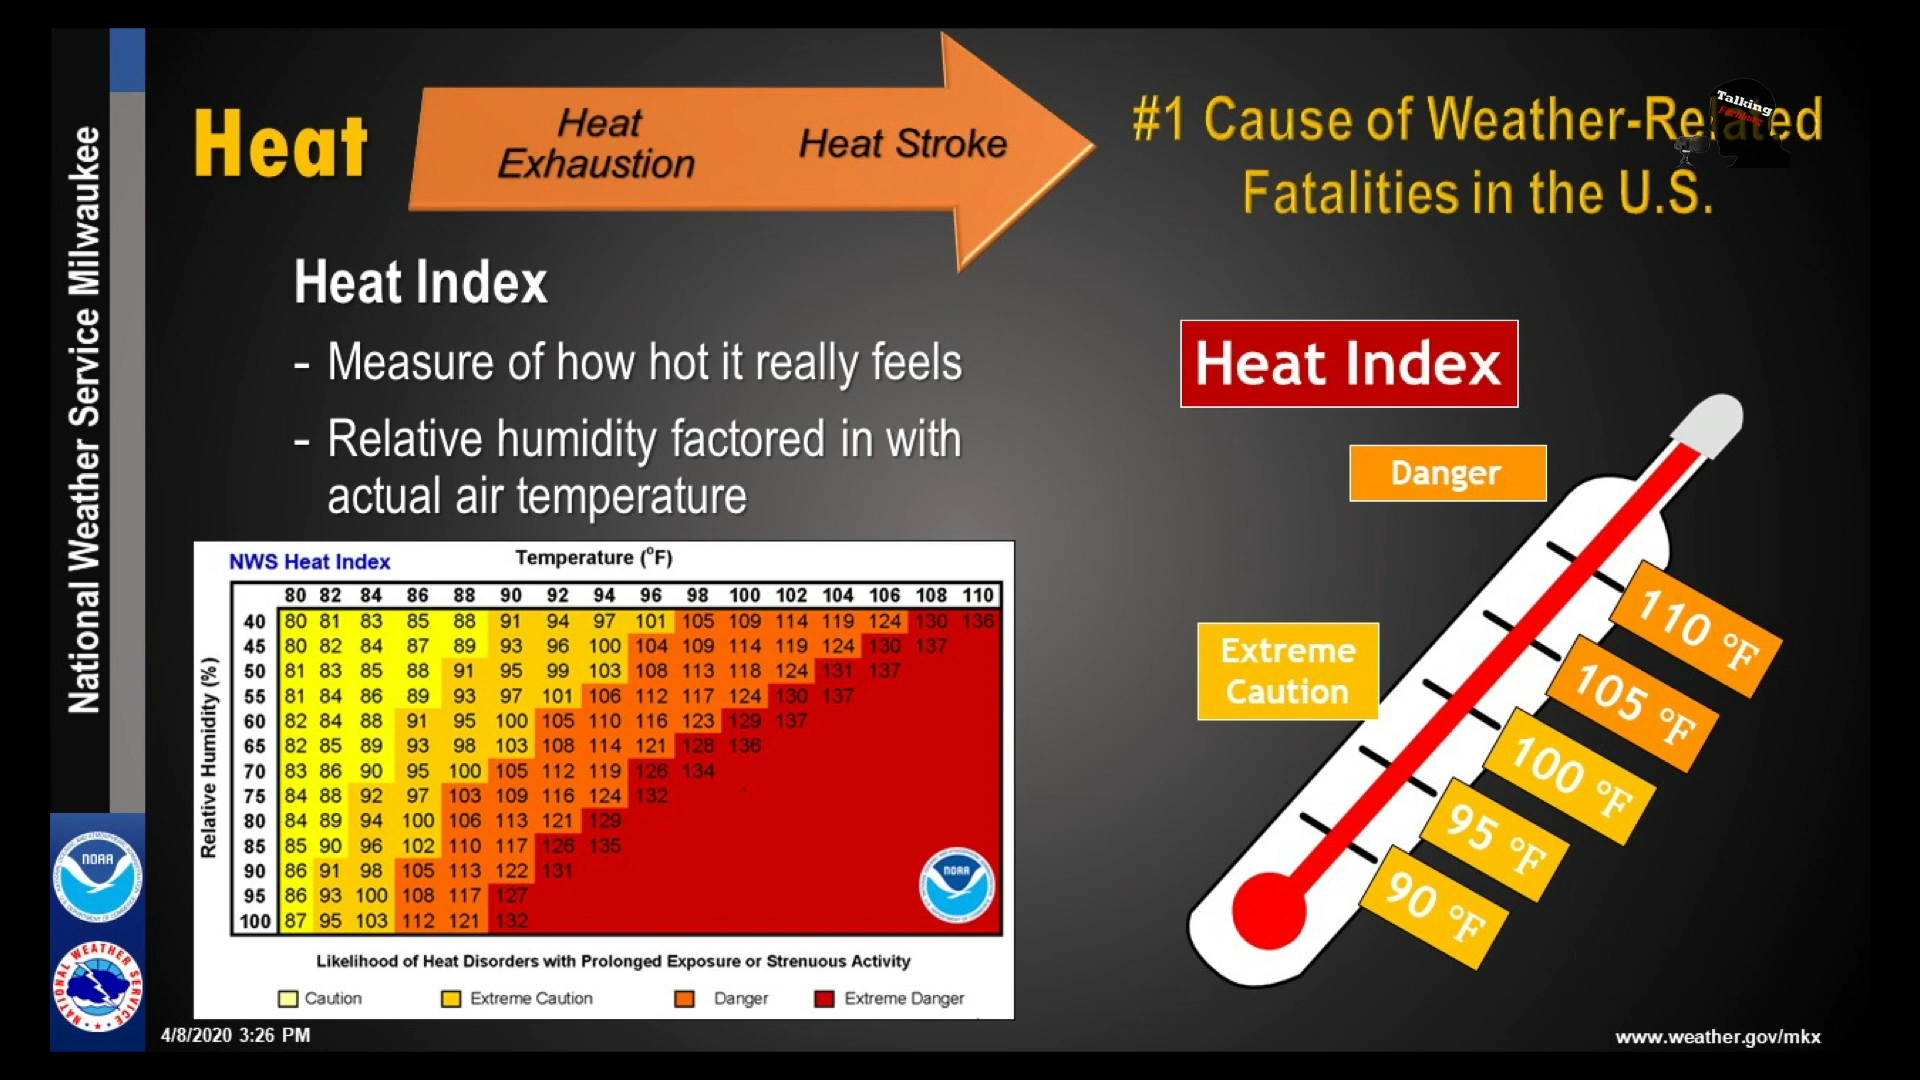 National Weather Service Milwaukee
Heat
Heat
Exhaustion
Heat Stroke
#1 Cause of Weather-Related
Fatalities in the U.S.
Talking
Heat Index
- Measure of how hot it really feels
- Relative humidity factored in with
actual air temperature
NWS Heat Index
Temperature (°F)
80 82 84 86 88 90 92 94 96 98 100 102 104 106 108 110
Relative Humidity (%)
40 80 81 83 85 88 91 94 97 101 105 109 114 119 124 130 136
45 80 82 84 87 89 93 96 100 104 109 114 119 124 130 137
50 81 83 85 88 91 95 99 103 108 113 118 124 131 137
55 81 84 86 89 93 97 101 106 112 117 124 130 137
60 82 84 88 91 95 100 105 110 116 123 129 137
65 82 85 89 93 98 103 108 114 121 128 136
70 83 86 90 95 100 105 112 119 126 134
75 84 88 92 97 103 109 116 124 132
80 84 89 94 100 106 113 121 129
85 85 90 96 102 110 117 126 135
90 86 91 98 105 113 122 131
95 86 93 100 108 117 127
100 87 95 103 112 121 132
NOAA
Likelihood of Heat Disorders with Prolonged Exposure or Strenuous Activity
Caution Extreme Caution Danger Extreme Danger
Heat Index
Danger
Extreme
Caution
110 °F
105 °F
100 °F
95 °F
90 °F
NOAA
NATIONAL WEATHER SERVICE
4/8/2020 3:26 PM
www.weather.gov/mkx